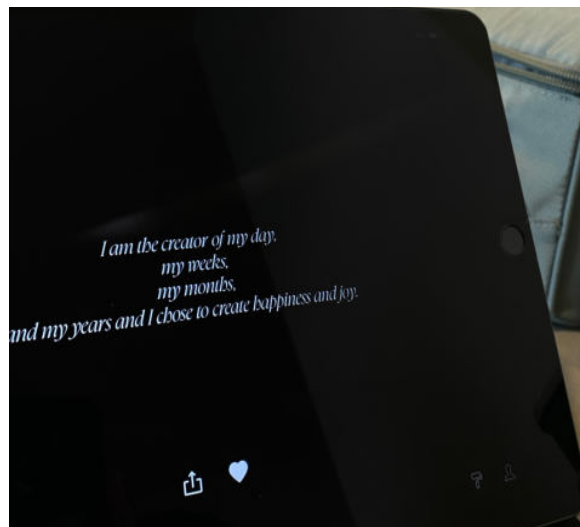 I am the creator of my day,
my weeks,
my months,
and my years and I chose to create happiness and joy.